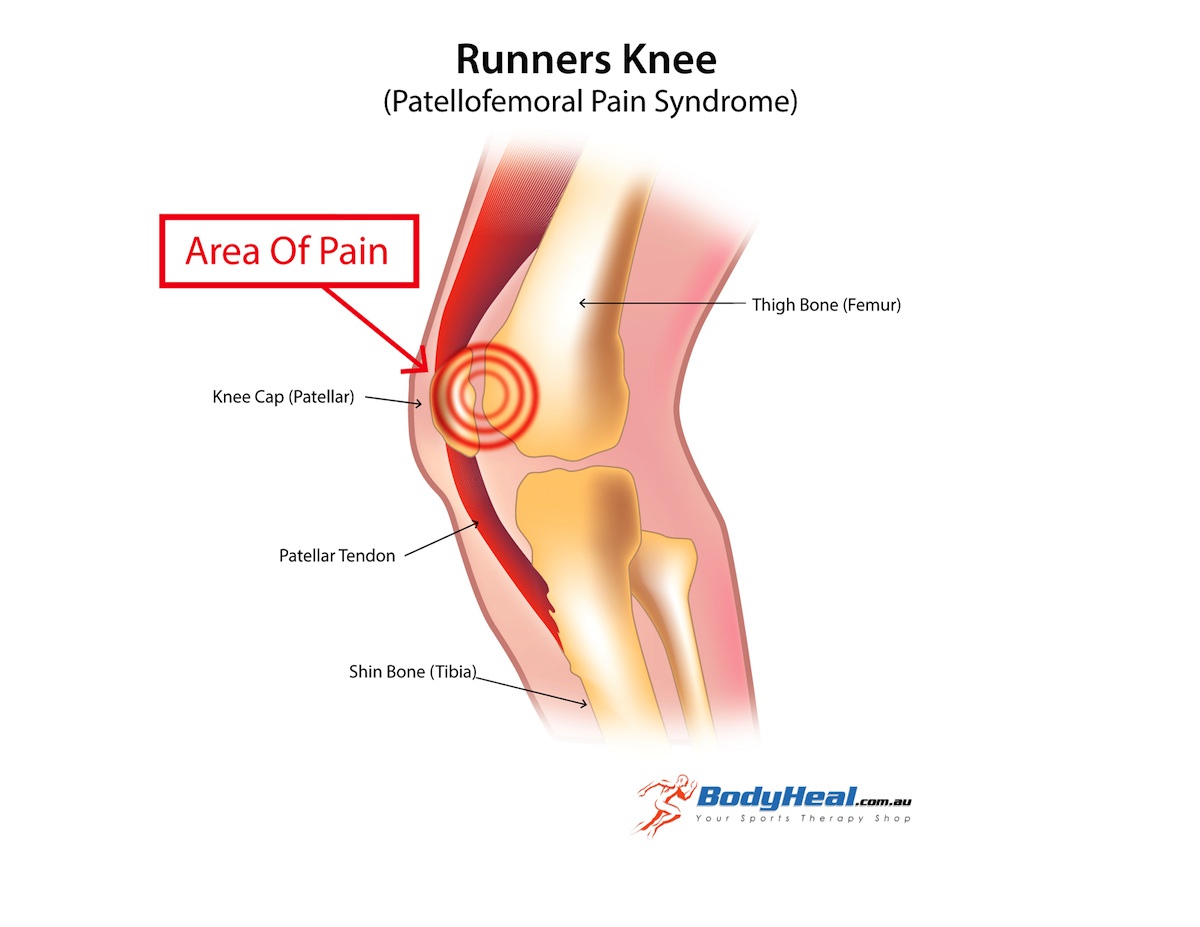 Runners Knee
(Patellofemoral Pain Syndrome)
Area Of Pain
Thigh Bone (Femur)
Knee Cap (Patellar)
Patellar Tendon
Shin Bone (Tibia)
BodyHeal.com.au
Your Sports Therapy Shop